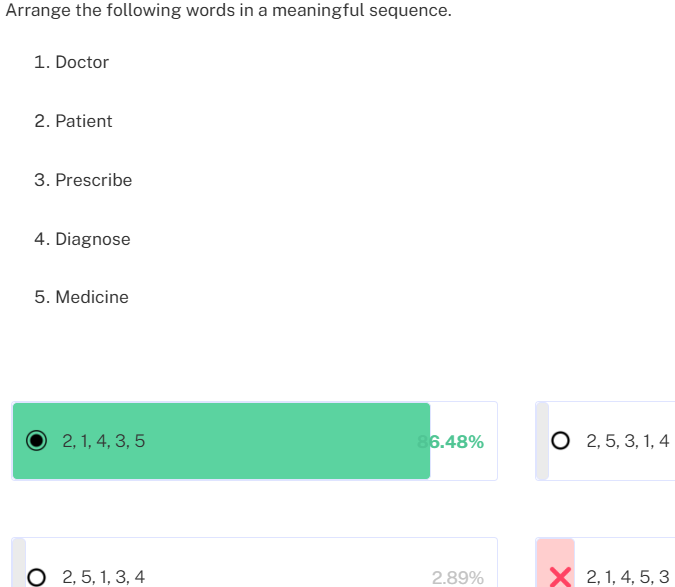 Arrange the following words in a meaningful sequence.
1. Doctor
2. Patient
3. Prescribe
4. Diagnose
5. Medicine
2, 1, 4, 3, 5 86.48% 2, 5, 3, 1, 4
2, 5, 1, 3, 4 2.89% 2, 1, 4, 5, 3